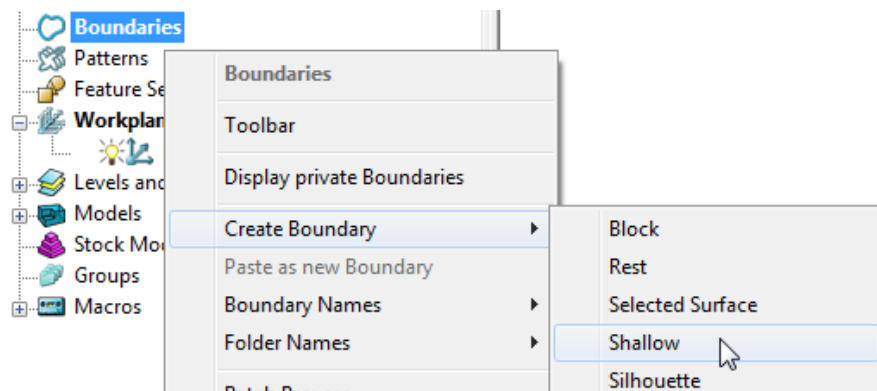 Boundaries
Patterns
Feature Se
Workplan
Levels and
Models
Stock Mo
Groups
Macros
Boundaries
Toolbar
Display private Boundaries
Create Boundary
Paste as new Boundary
Boundary Names
Folder Names
Block
Rest
Selected Surface
Shallow
Silhouette